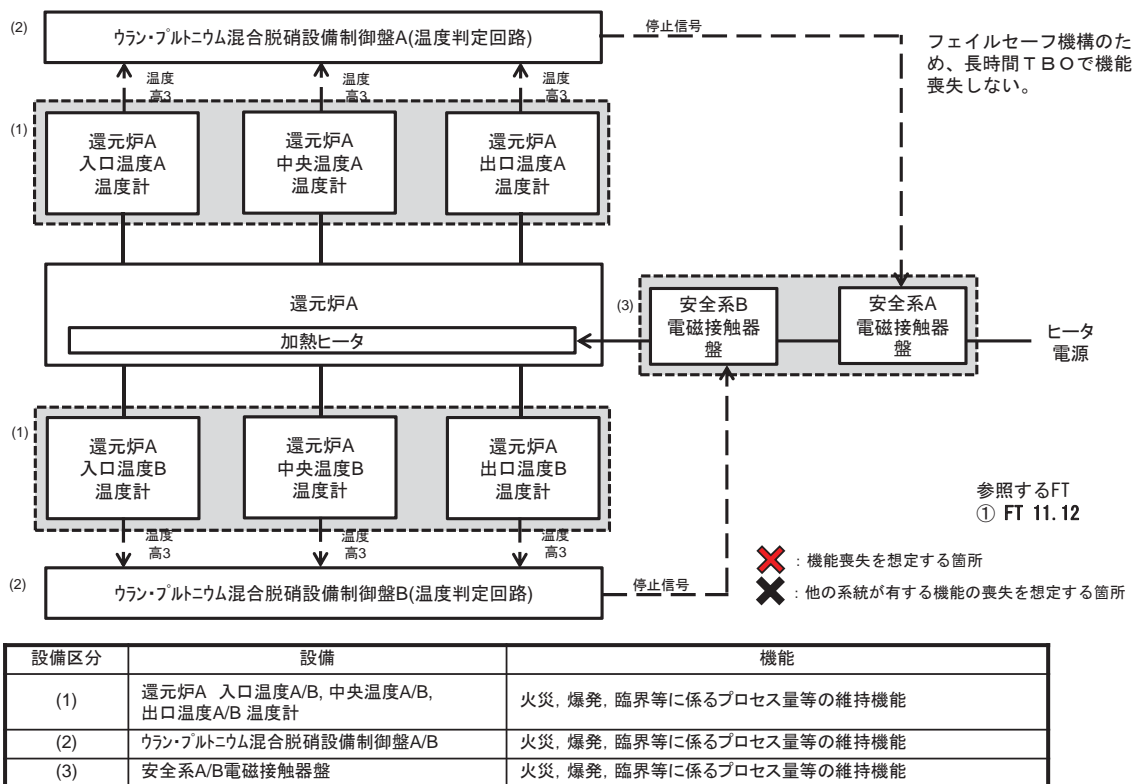 (2)
ウラン・プルトニウム混合脱硝設備制御盤A(温度判定回路)
停止信号
フェイルセーフ機構のた
め、長時間ＴＢＯで機能
喪失しない。
温度
高3
温度
高3
温度
高3
(1)
還元炉A
入口温度A
温度計
還元炉A
中央温度A
温度計
還元炉A
出口温度A
温度計
還元炉A
加熱ヒータ
(3)
安全系B
電磁接触器
盤
安全系A
電磁接触器
盤
ヒータ
電源
(1)
還元炉A
入口温度B
温度計
還元炉A
中央温度B
温度計
還元炉A
出口温度B
温度計
温度
高3
温度
高3
温度
高3
(2)
ウラン・プルトニウム混合脱硝設備制御盤B(温度判定回路)
停止信号
参照するFT
① FT 11.12
：機能喪失を想定する箇所
：他の系統が有する機能の喪失を想定する箇所
設備区分 設備 機能
(1) 還元炉A 入口温度A/B, 中央温度A/B, 火災, 爆発, 臨界等に係るプロセス量等の維持機能
出口温度A/B 温度計
(2) ウラン・プルトニウム混合脱硝設備制御盤A/B 火災, 爆発, 臨界等に係るプロセス量等の維持機能
(3) 安全系A/B電磁接触器盤 火災, 爆発, 臨界等に係るプロセス量等の維持機能